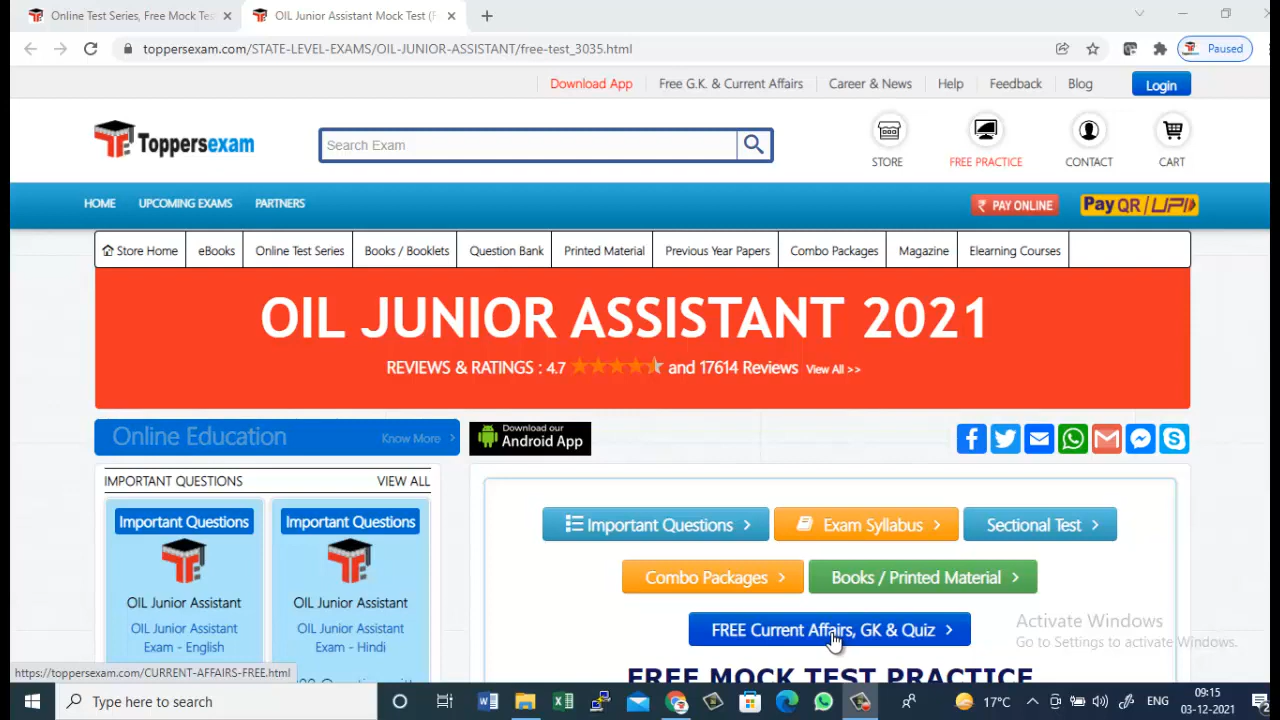 Online Test Series, Free Mock Tes
OIL Junior Assistant Mock Test (F
toppersexam.com/STATE-LEVEL-EXAMS/OIL-JUNIOR-ASSISTANT/free-test_3035.html
Paused
Download App
Free G.K. & Current Affairs
Career & News
Help
Feedback
Blog
Login
Toppersexam
Search Exam
STORE
FREE PRACTICE
CONTACT
CART
HOME
UPCOMING EXAMS
PARTNERS
₹ PAY ONLINE
Pay QR/UPI
Store Home
eBooks
Online Test Series
Books / Booklets
Question Bank
Printed Material
Previous Year Papers
Combo Packages
Magazine
Elearning Courses
OIL JUNIOR ASSISTANT 2021
REVIEWS & RATINGS : 4.7 and 17614 Reviews View All >>
Online Education
Know More >
Download our
Android App
IMPORTANT QUESTIONS
VIEW ALL
Important Questions
OIL Junior Assistant
OIL Junior Assistant
Exam - English
Important Questions
OIL Junior Assistant
OIL Junior Assistant
Exam - Hindi
Important Questions >
Exam Syllabus >
Sectional Test >
Combo Packages >
Books / Printed Material >
FREE Current Affairs, GK & Quiz >
FREE MOCK TEST PRACTICE
Activate Windows
Go to Settings to activate Windows.
https://toppersexam.com/CURRENT-AFFAIRS-FREE.html
Type here to search
17°C
ENG
09:15
03-12-2021
2